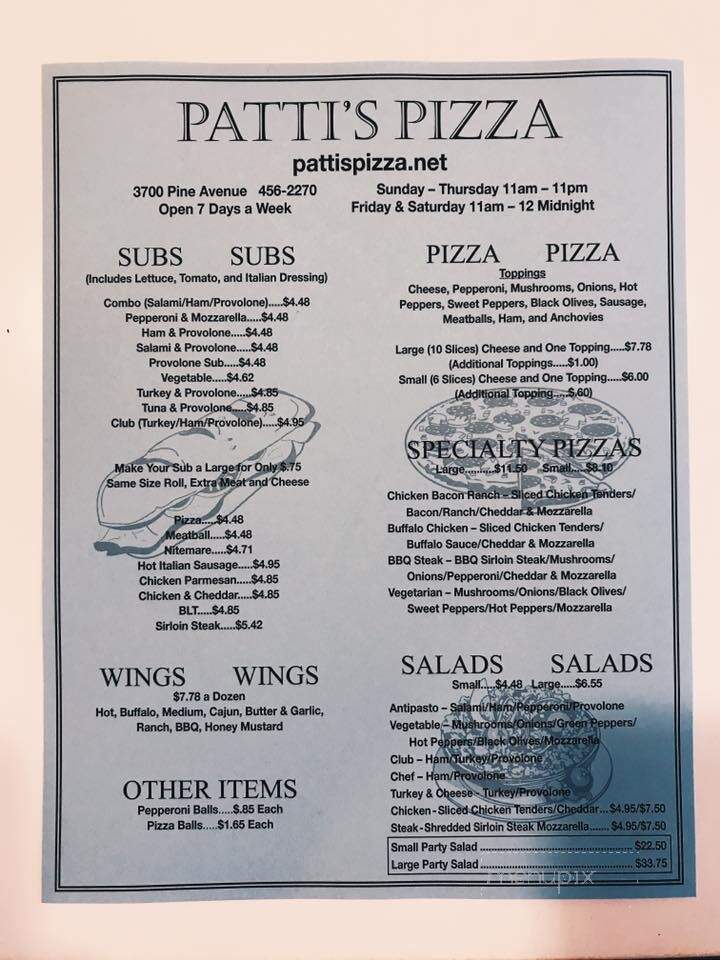 PATTI'S PIZZA
pattispizza.net
3700 Pine Avenue 456-2270
Open 7 Days a Week
Sunday – Thursday 11am – 11pm
Friday & Saturday 11am – 12 Midnight
SUBS SUBS
(Includes Lettuce, Tomato, and Italian Dressing)
Combo (Salami/Ham/Provolone).....$4.48
Pepperoni & Mozzarella.....$4.48
Ham & Provolone.....$4.48
Salami & Provolone.....$4.48
Provolone Sub.....$4.48
Vegetable.....$4.62
Turkey & Provolone.....$4.85
Tuna & Provolone.....$4.85
Club (Turkey/Ham/Provolone).....$4.95
Make Your Sub a Large for Only $.75
Same Size Roll, Extra Meat and Cheese
Pizza.....$4.48
Meatball.....$4.48
Nitemare.....$4.71
Hot Italian Sausage.....$4.95
Chicken Parmesan.....$4.85
Chicken & Cheddar.....$4.85
BLT.....$4.85
Sirloin Steak.....$5.42
WINGS WINGS
$7.78 a Dozen
Hot, Buffalo, Medium, Cajun, Butter & Garlic,
Ranch, BBQ, Honey Mustard
OTHER ITEMS
Pepperoni Balls.....$.85 Each
Pizza Balls.....$1.65 Each
PIZZA PIZZA
Toppings
Cheese, Pepperoni, Mushrooms, Onions, Hot
Peppers, Sweet Peppers, Black Olives, Sausage,
Meatballs, Ham, and Anchovies
Large (10 Slices) Cheese and One Topping.....$7.78
(Additional Toppings.....$1.00)
Small (6 Slices) Cheese and One Topping.....$6.00
(Additional Topping.....$.60)
SPECIALTY PIZZAS
Large..........$11.50 Small.....$8.10
Chicken Bacon Ranch – Sliced Chicken Tenders/
Bacon/Ranch/Cheddar & Mozzarella
Buffalo Chicken – Sliced Chicken Tenders/
Buffalo Sauce/Cheddar & Mozzarella
BBQ Steak – BBQ Sirloin Steak/Mushrooms/
Onions/Pepperoni/Cheddar & Mozzarella
Vegetarian – Mushrooms/Onions/Black Olives/
Sweet Peppers/Hot Peppers/Mozzarella
SALADS SALADS
Small.....$4.48 Large.....$6.55
Antipasto – Salami/Ham/Pepperoni/Provolone
Vegetable – Mushrooms/Onions/Green Peppers/
Hot Peppers/Black Olives/Mozzarella
Club – Ham/Turkey/Provolone
Chef – Ham/Provolone
Turkey & Cheese - Turkey/Provolone
Chicken - Sliced Chicken Tenders/Cheddar... $4.95/$7.50
Steak - Shredded Sirloin Steak Mozzarella....... $4.95/$7.50
Small Party Salad .................................................. $22.50
Large Party Salad .................................................. $33.75
menupix